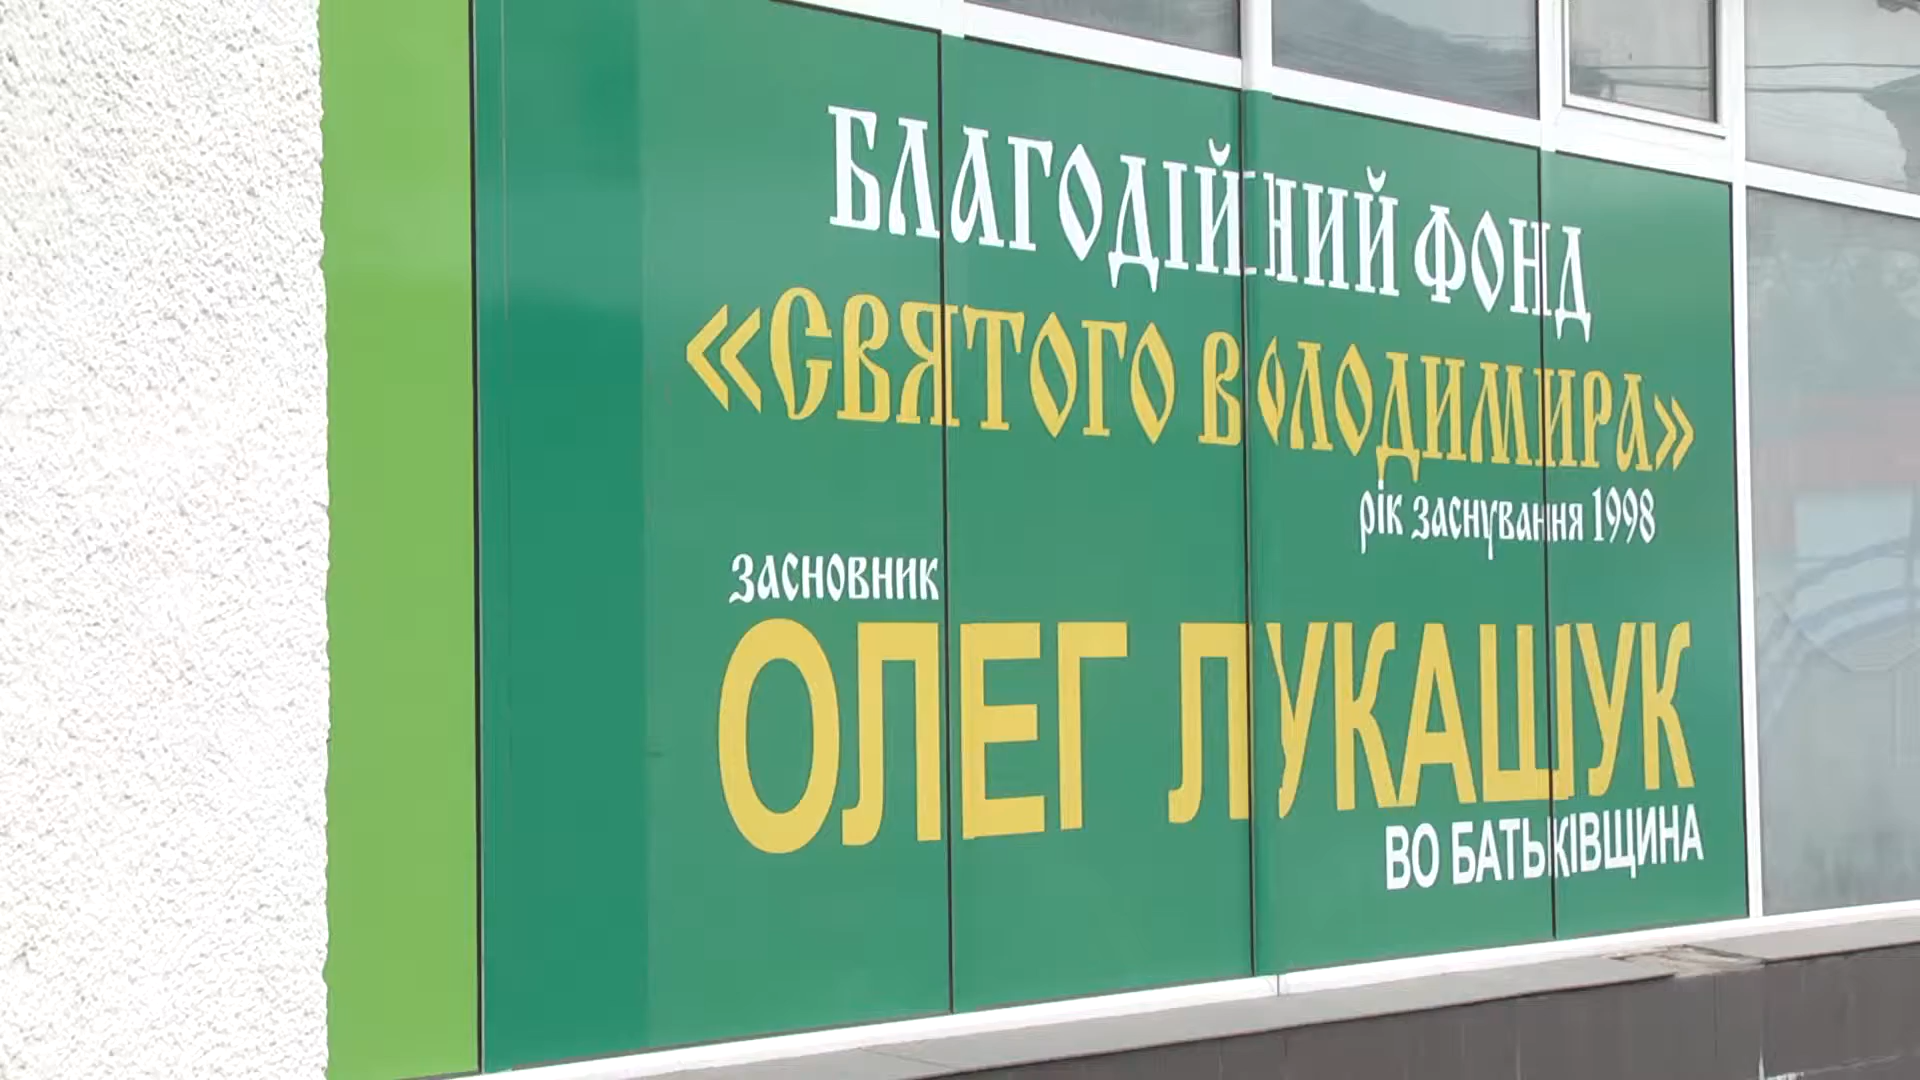 БЛАГОДІЙНИЙ ФОНД
«СВЯТОГО ВОЛОДИМИРА»
рік заснування 1998
засновник
ОЛЕГ ЛУКАШУК
ВО БАТЬКІВЩИНА